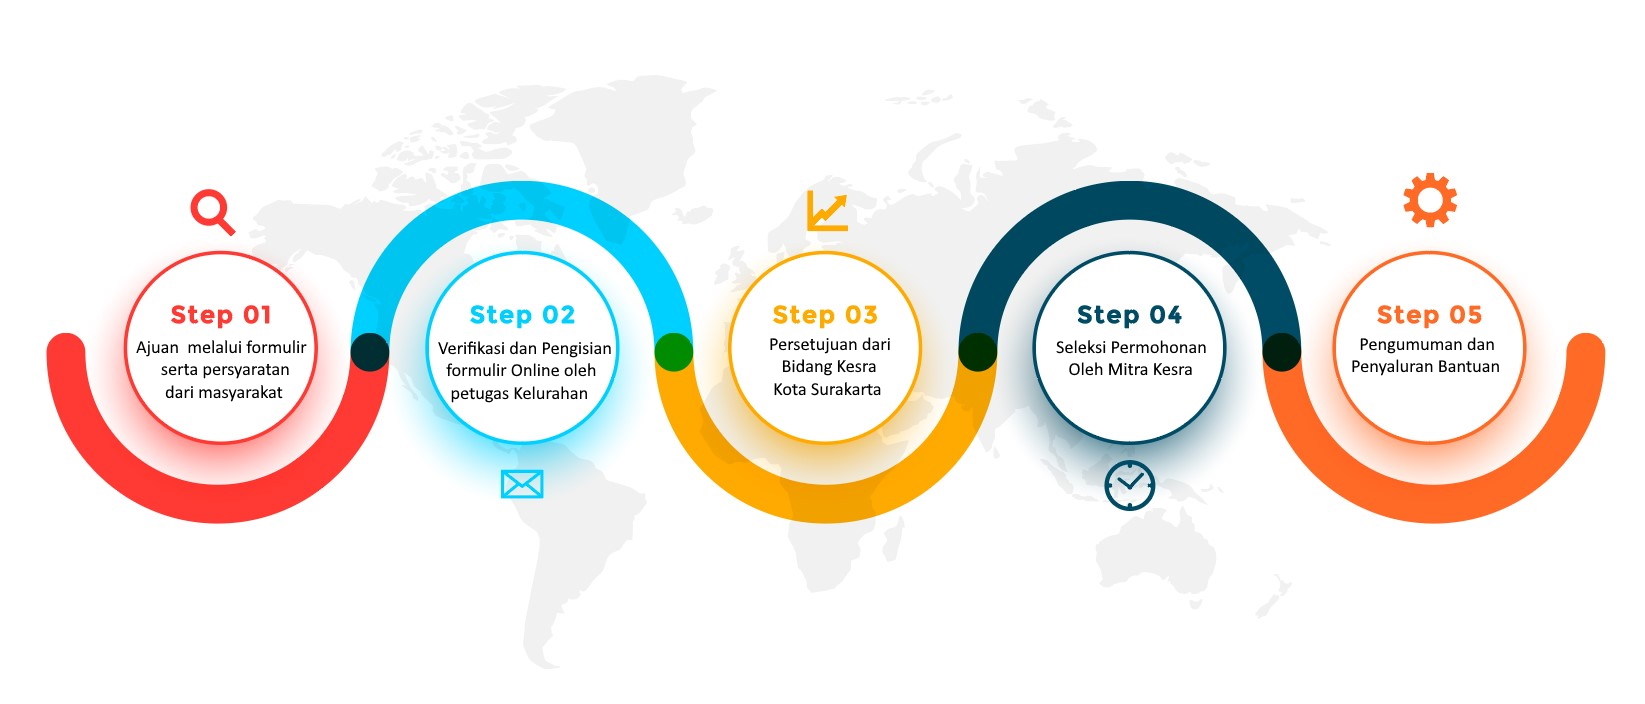 Step 01
Ajuan  melalui formulir
serta persyaratan
dari masyarakat
Step 02
Verifikasi dan Pengisian
formulir Online oleh
petugas Kelurahan
Step 03
Persetujuan dari
Bidang Kesra
Kota Surakarta
Step 04
Seleksi Permohonan
Oleh Mitra Kesra
Step 05
Pengumuman dan
Penyaluran Bantuan